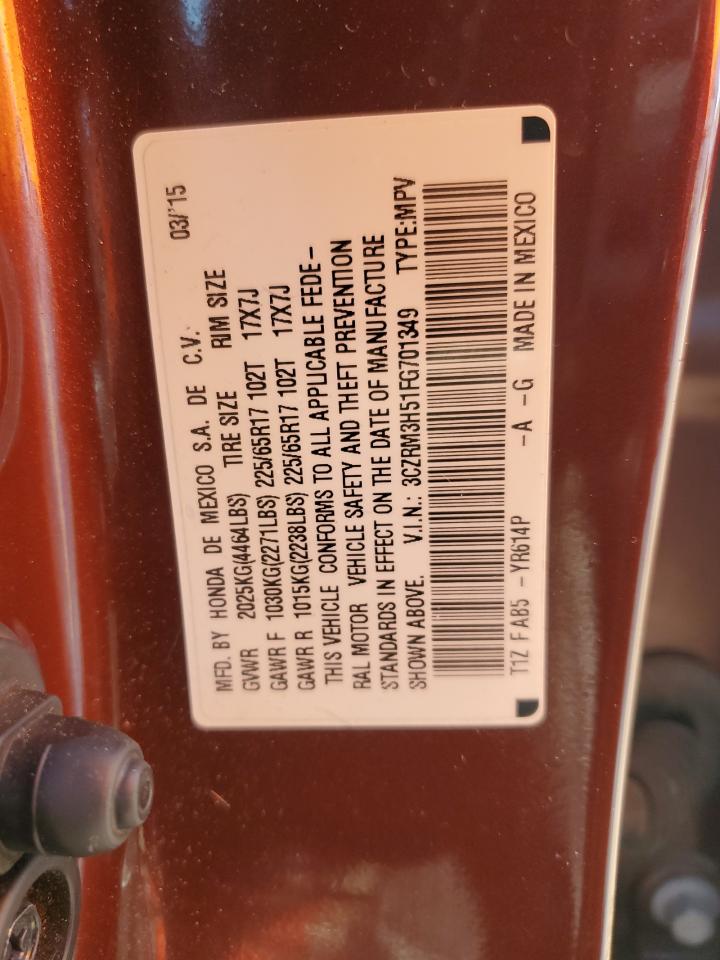 MFD. BY HONDA DE MEXICO S.A. DE C.V. 03/'15
GVWR 2025KG(4464LBS) TIRE SIZE RIM SIZE
GAWR F 1030KG(2271LBS) 225/65R17 102T 17X7J
GAWR R 1015KG(2238LBS) 225/65R17 102T 17X7J
THIS VEHICLE CONFORMS TO ALL APPLICABLE FEDE-
RAL MOTOR VEHICLE SAFETY AND THEFT PREVENTION
STANDARDS IN EFFECT ON THE DATE OF MANUFACTURE
SHOWN ABOVE. V.I.N.: 3CZRM3H51FG701349 TYPE:MPV
T1Z F AB5 -YR614P -A -G MADE IN MEXICO